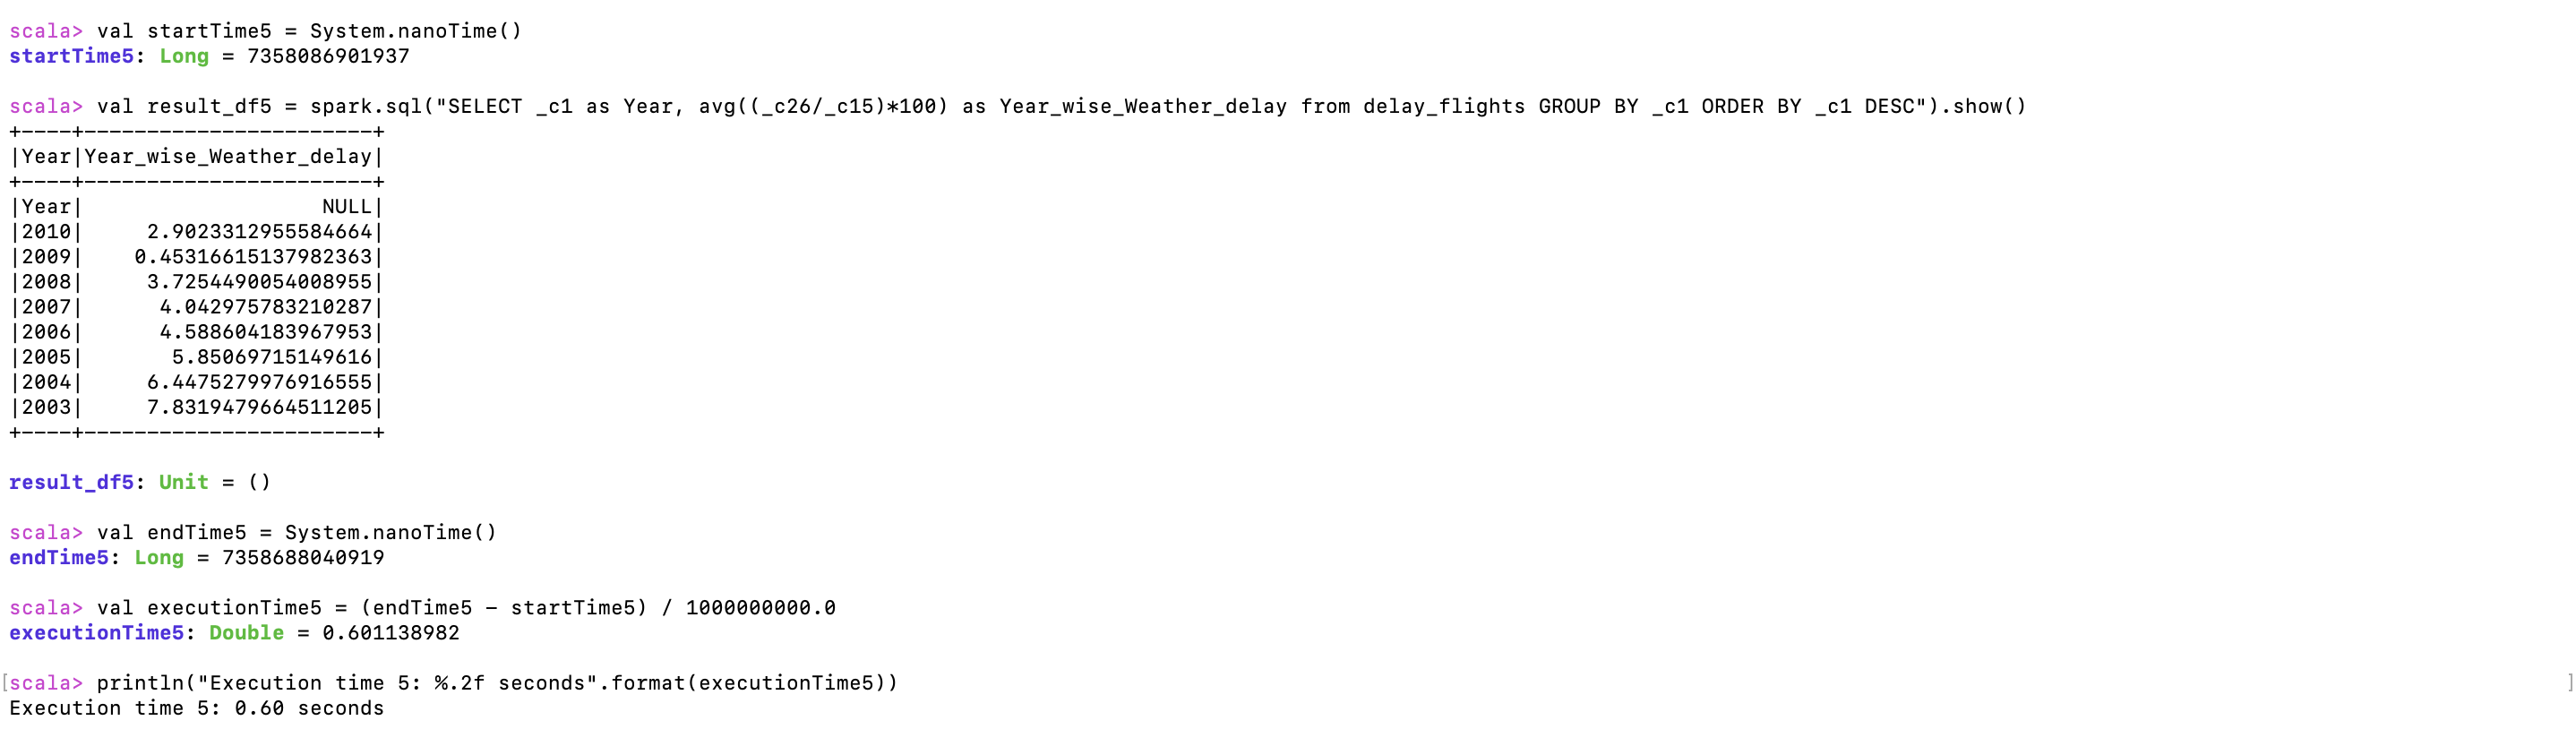 scala> val startTime5 = System.nanoTime()
startTime5: Long = 7358086901937
scala> val result_df5 = spark.sql("SELECT _c1 as Year, avg((_c26/_c15)*100) as Year_wise_Weather_delay from delay_flights GROUP BY _c1 ORDER BY _c1 DESC").show()
+----+-----------------------+
|Year|Year_wise_Weather_delay|
+----+-----------------------+
|Year|                   NULL|
|2010|     2.9023312955584664|
|2009|    0.45316615137982363|
|2008|     3.7254490054008955|
|2007|      4.042975783210287|
|2006|      4.588604183967953|
|2005|       5.85069715149616|
|2004|     6.4475279976916555|
|2003|     7.8319479664511205|
+----+-----------------------+
result_df5: Unit = ()
scala> val endTime5 = System.nanoTime()
endTime5: Long = 7358688040919
scala> val executionTime5 = (endTime5 - startTime5) / 1000000000.0
executionTime5: Double = 0.601138982
[scala> println("Execution time 5: %.2f seconds".format(executionTime5)) ]
Execution time 5: 0.60 seconds